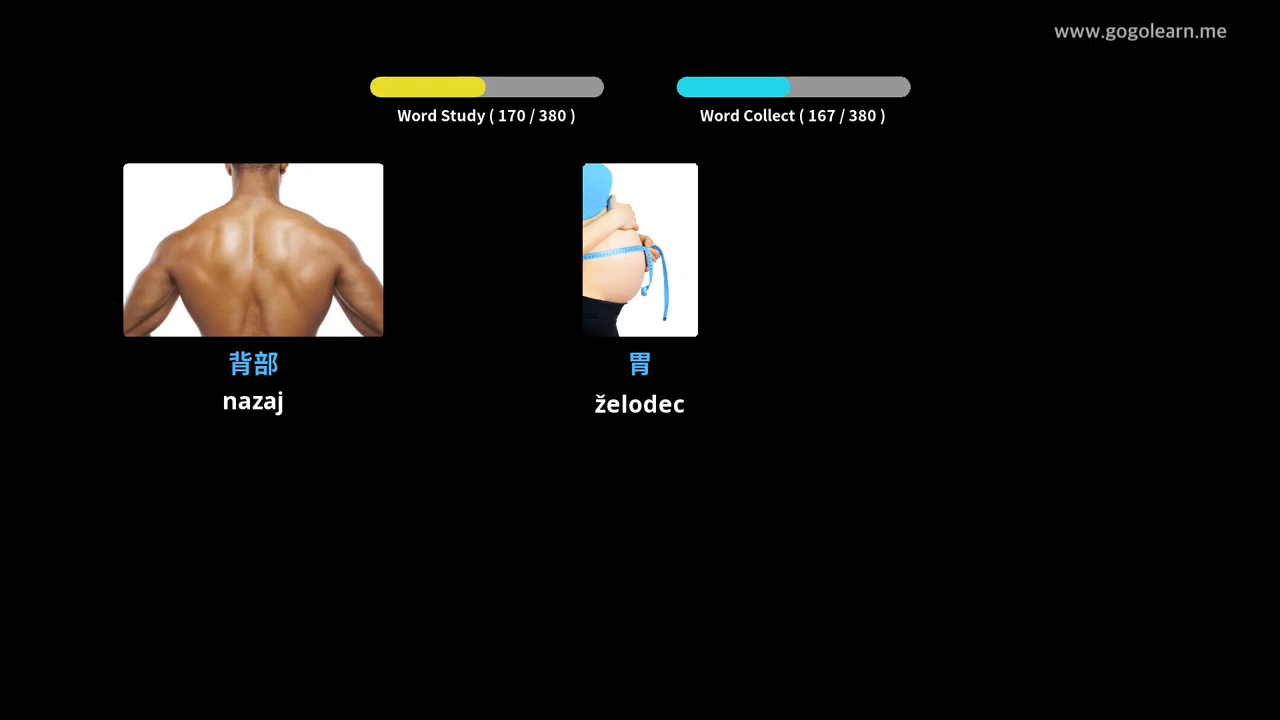 www.gogolearn.me
Word Study ( 170 / 380 )
Word Collect ( 167 / 380 )
背部
nazaj
胃
želodec